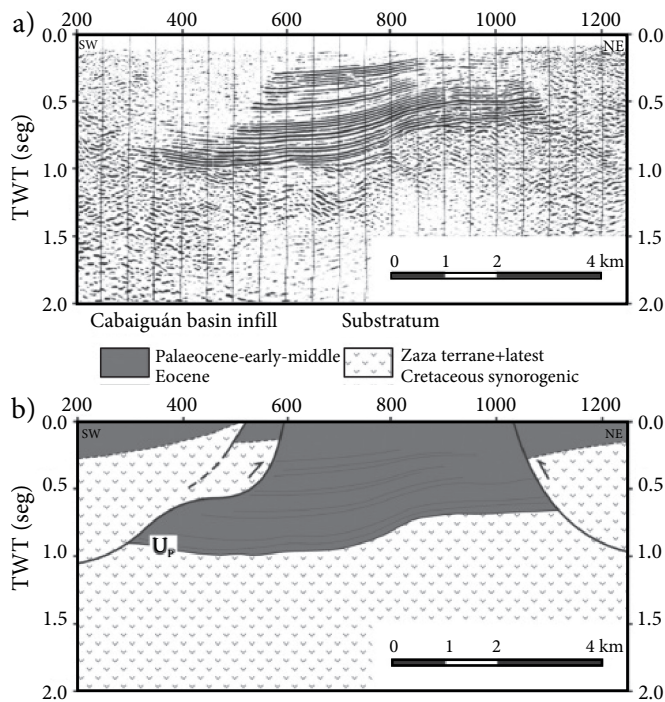 a)
200 400 600 800 1000 1200
0.0 SW NE 0.0
0.5 0.5
1.0 1.0
1.5 1.5
2.0 2.0
TWT (seg)
0 1 2 4 km
Cabaiguán basin infill Substratum
Palaeocene-early-middle
Eocene
Zaza terrane+latest
Cretaceous synorogenic
b)
200 400 600 800 1000 1200
0.0 SW NE 0.0
0.5 0.5
1.0 1.0
1.5 1.5
2.0 2.0
TWT (seg)
UP
0 1 2 4 km